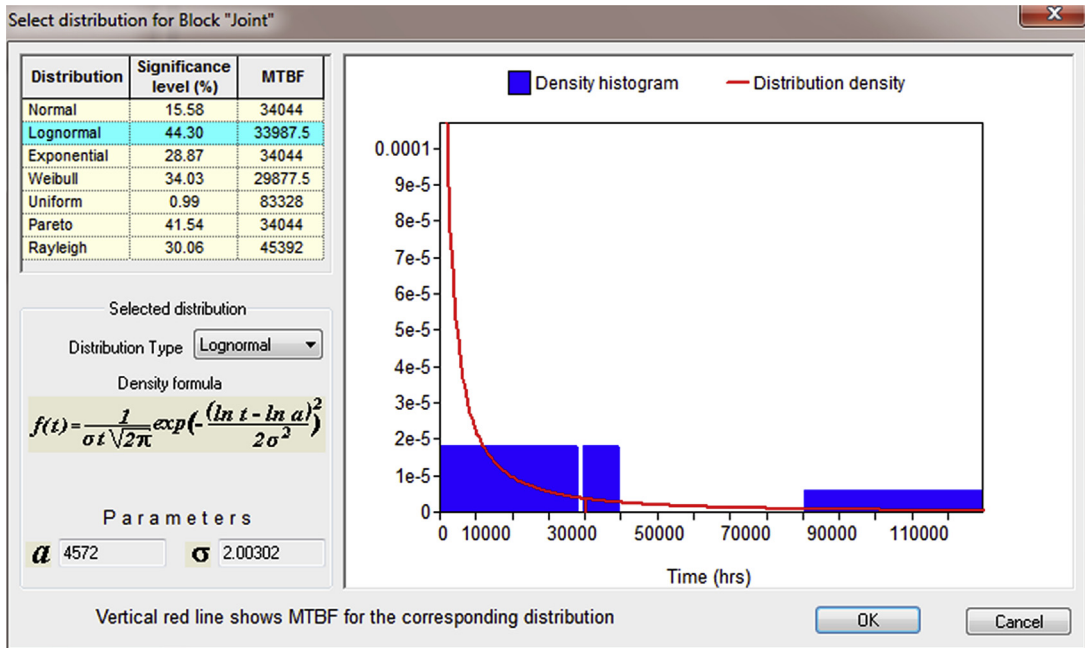 Select distribution for Block "Joint"
x
Distribution Significance level (%) MTBF
Normal 15.58 34044
Lognormal 44.30 33987.5
Exponential 28.87 34044
Weibull 34.03 29877.5
Uniform 0.99 83328
Pareto 41.54 34044
Rayleigh 30.06 45392
Selected distribution
Distribution Type Lognormal
Density formula
f(t)= 1/(σt√2π) exp(-(ln t - ln a)²/2σ²)
Parameters
a 4572 σ 2.00302
Density histogram Distribution density
0.0001
9e-5
8e-5
7e-5
6e-5
5e-5
4e-5
3e-5
2e-5
1e-5
0
0 10000 30000 50000 70000 90000 110000
Time (hrs)
Vertical red line shows MTBF for the corresponding distribution
OK
Cancel